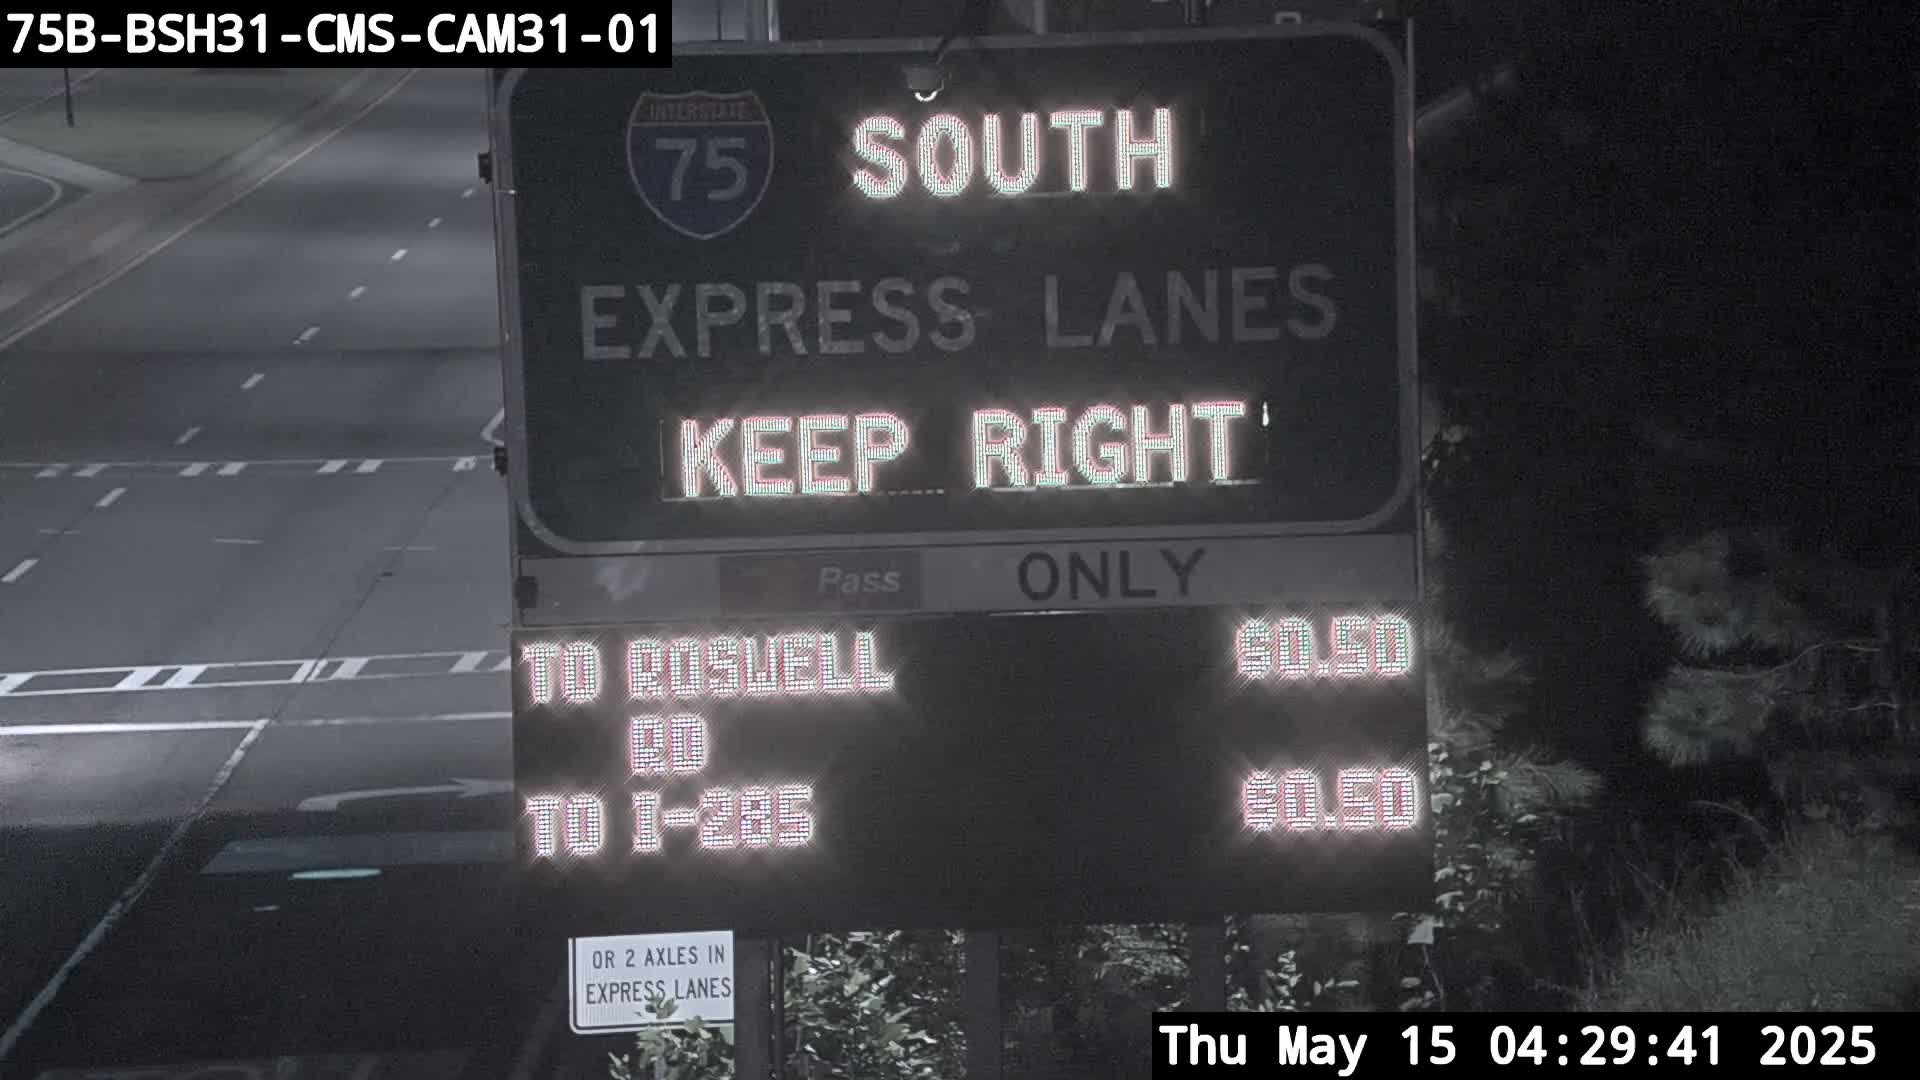 75B-BSH31-CMS-CAM31-01
INTERSTATE
75
SOUTH
EXPRESS LANES
KEEP RIGHT
Pass ONLY
TO ROSWELL $0.50
RD
TO I-285 $0.50
OR 2 AXLES IN
EXPRESS LANES
Thu May 15 04:29:41 2025